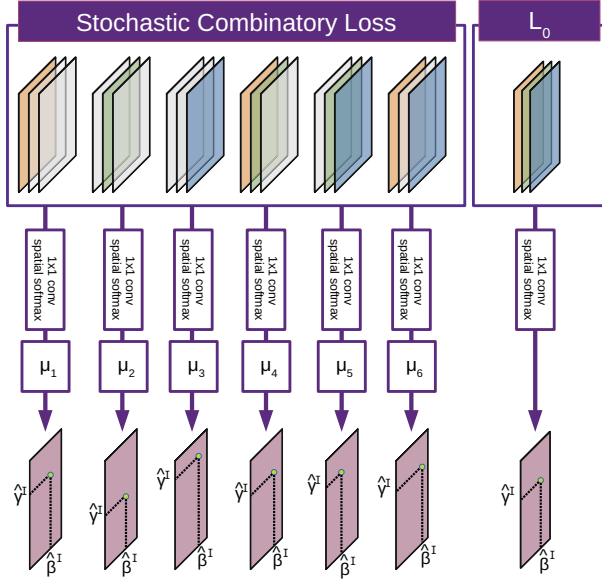 Stochastic Combinatory Loss
L₀
1x1 conv
spatial softmax
1x1 conv
spatial softmax
1x1 conv
spatial softmax
1x1 conv
spatial softmax
1x1 conv
spatial softmax
1x1 conv
spatial softmax
1x1 conv
spatial softmax
μ₁
μ₂
μ₃
μ₄
μ₅
μ₆
γ̂ᴵ
β̂ᴵ
γ̂ᴵ
β̂ᴵ
γ̂ᴵ
β̂ᴵ
γ̂ᴵ
β̂ᴵ
γ̂ᴵ
β̂ᴵ
γ̂ᴵ
β̂ᴵ
γ̂ᴵ
β̂ᴵ